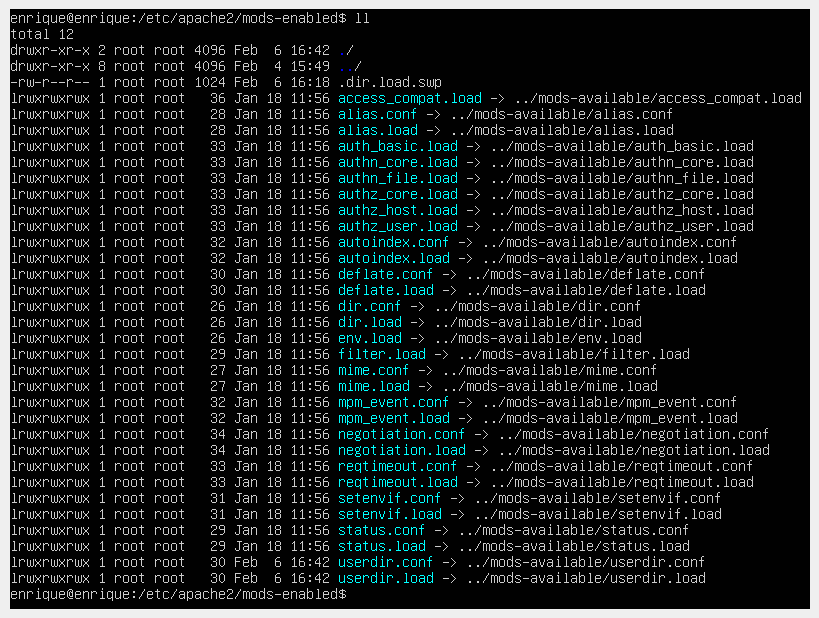 enrique@enrique:/etc/apache2/mods-enabled$ ll
total 12
drwxr-xr-x 2 root root 4096 Feb  6 16:42 ./
drwxr-xr-x 8 root root 4096 Feb  4 15:49 ../
-rw-r--r-- 1 root root 1024 Feb  6 16:18 .dir.load.swp
lrwxrwxrwx 1 root root   36 Jan 18 11:56 access_compat.load -> ../mods-available/access_compat.load
lrwxrwxrwx 1 root root   28 Jan 18 11:56 alias.conf -> ../mods-available/alias.conf
lrwxrwxrwx 1 root root   28 Jan 18 11:56 alias.load -> ../mods-available/alias.load
lrwxrwxrwx 1 root root   33 Jan 18 11:56 auth_basic.load -> ../mods-available/auth_basic.load
lrwxrwxrwx 1 root root   33 Jan 18 11:56 authn_core.load -> ../mods-available/authn_core.load
lrwxrwxrwx 1 root root   33 Jan 18 11:56 authn_file.load -> ../mods-available/authn_file.load
lrwxrwxrwx 1 root root   33 Jan 18 11:56 authz_core.load -> ../mods-available/authz_core.load
lrwxrwxrwx 1 root root   33 Jan 18 11:56 authz_host.load -> ../mods-available/authz_host.load
lrwxrwxrwx 1 root root   33 Jan 18 11:56 authz_user.load -> ../mods-available/authz_user.load
lrwxrwxrwx 1 root root   32 Jan 18 11:56 autoindex.conf -> ../mods-available/autoindex.conf
lrwxrwxrwx 1 root root   32 Jan 18 11:56 autoindex.load -> ../mods-available/autoindex.load
lrwxrwxrwx 1 root root   30 Jan 18 11:56 deflate.conf -> ../mods-available/deflate.conf
lrwxrwxrwx 1 root root   30 Jan 18 11:56 deflate.load -> ../mods-available/deflate.load
lrwxrwxrwx 1 root root   26 Jan 18 11:56 dir.conf -> ../mods-available/dir.conf
lrwxrwxrwx 1 root root   26 Jan 18 11:56 dir.load -> ../mods-available/dir.load
lrwxrwxrwx 1 root root   26 Jan 18 11:56 env.load -> ../mods-available/env.load
lrwxrwxrwx 1 root root   29 Jan 18 11:56 filter.load -> ../mods-available/filter.load
lrwxrwxrwx 1 root root   27 Jan 18 11:56 mime.conf -> ../mods-available/mime.conf
lrwxrwxrwx 1 root root   27 Jan 18 11:56 mime.load -> ../mods-available/mime.load
lrwxrwxrwx 1 root root   32 Jan 18 11:56 mpm_event.conf -> ../mods-available/mpm_event.conf
lrwxrwxrwx 1 root root   32 Jan 18 11:56 mpm_event.load -> ../mods-available/mpm_event.load
lrwxrwxrwx 1 root root   34 Jan 18 11:56 negotiation.conf -> ../mods-available/negotiation.conf
lrwxrwxrwx 1 root root   34 Jan 18 11:56 negotiation.load -> ../mods-available/negotiation.load
lrwxrwxrwx 1 root root   33 Jan 18 11:56 reqtimeout.conf -> ../mods-available/reqtimeout.conf
lrwxrwxrwx 1 root root   33 Jan 18 11:56 reqtimeout.load -> ../mods-available/reqtimeout.load
lrwxrwxrwx 1 root root   31 Jan 18 11:56 setenvif.conf -> ../mods-available/setenvif.conf
lrwxrwxrwx 1 root root   31 Jan 18 11:56 setenvif.load -> ../mods-available/setenvif.load
lrwxrwxrwx 1 root root   29 Jan 18 11:56 status.conf -> ../mods-available/status.conf
lrwxrwxrwx 1 root root   29 Jan 18 11:56 status.load -> ../mods-available/status.load
lrwxrwxrwx 1 root root   30 Feb  6 16:42 userdir.conf -> ../mods-available/userdir.conf
lrwxrwxrwx 1 root root   30 Feb  6 16:42 userdir.load -> ../mods-available/userdir.load
enrique@enrique:/etc/apache2/mods-enabled$